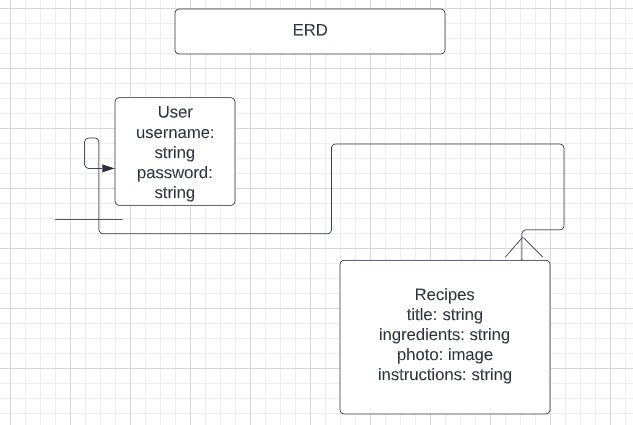 ERD
User
username:
string
password:
string
Recipes
title: string
ingredients: string
photo: image
instructions: string